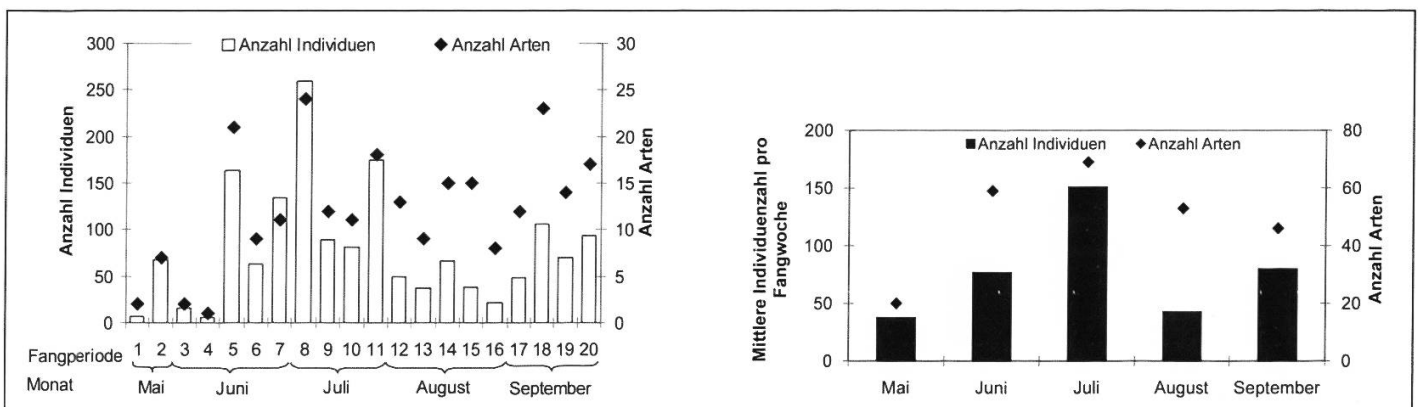 Anzahl Individuen Anzahl Arten
300
250
200
150
100
50
0
Anzahl Individuen
30
25
20
15
10
5
0
Anzahl Arten
Fangperiode 1 2 3 4 5 6 7 8 9 10 11 12 13 14 15 16 17 18 19 20
Monat Mai Juni Juli August September
Anzahl Individuen Anzahl Arten
200
150
100
50
0
Mittlere Individuenzahl pro
Fangwoche
80
60
40
20
0
Anzahl Arten
Mai Juni Juli August September